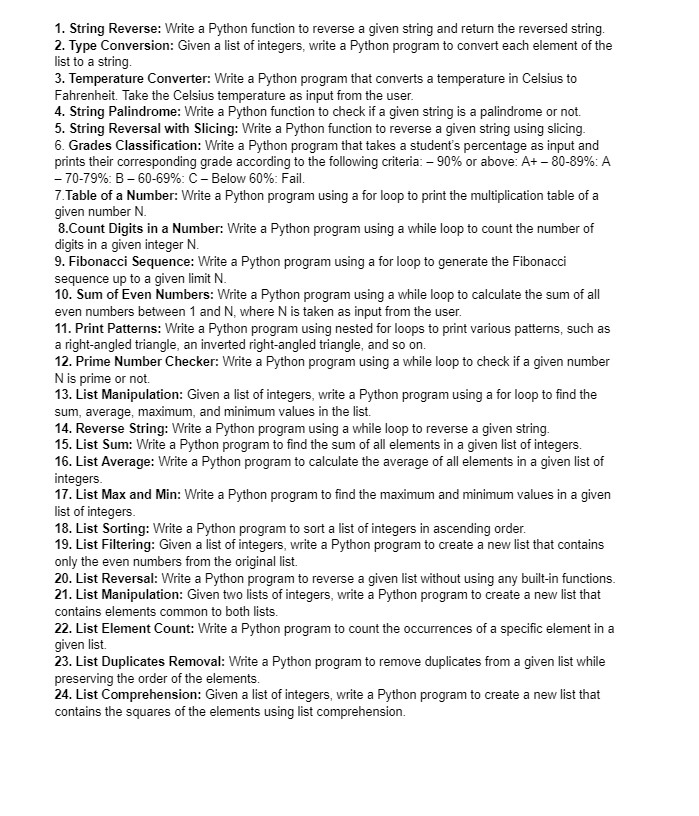 1. String Reverse: Write a Python function to reverse a given string and return the reversed string.
2. Type Conversion: Given a list of integers, write a Python program to convert each element of the
list to a string.
3. Temperature Converter: Write a Python program that converts a temperature in Celsius to
Fahrenheit. Take the Celsius temperature as input from the user.
4. String Palindrome: Write a Python function to check if a given string is a palindrome or not.
5. String Reversal with Slicing: Write a Python function to reverse a given string using slicing.
6. Grades Classification: Write a Python program that takes a student's percentage as input and
prints their corresponding grade according to the following criteria: – 90% or above: A+ – 80-89%: A
– 70-79%: B – 60-69%: C – Below 60%: Fail.
7.Table of a Number: Write a Python program using a for loop to print the multiplication table of a
given number N.
8.Count Digits in a Number: Write a Python program using a while loop to count the number of
digits in a given integer N.
9. Fibonacci Sequence: Write a Python program using a for loop to generate the Fibonacci
sequence up to a given limit N.
10. Sum of Even Numbers: Write a Python program using a while loop to calculate the sum of all
even numbers between 1 and N, where N is taken as input from the user.
11. Print Patterns: Write a Python program using nested for loops to print various patterns, such as
a right-angled triangle, an inverted right-angled triangle, and so on.
12. Prime Number Checker: Write a Python program using a while loop to check if a given number
N is prime or not.
13. List Manipulation: Given a list of integers, write a Python program using a for loop to find the
sum, average, maximum, and minimum values in the list.
14. Reverse String: Write a Python program using a while loop to reverse a given string.
15. List Sum: Write a Python program to find the sum of all elements in a given list of integers.
16. List Average: Write a Python program to calculate the average of all elements in a given list of
integers.
17. List Max and Min: Write a Python program to find the maximum and minimum values in a given
list of integers.
18. List Sorting: Write a Python program to sort a list of integers in ascending order.
19. List Filtering: Given a list of integers, write a Python program to create a new list that contains
only the even numbers from the original list.
20. List Reversal: Write a Python program to reverse a given list without using any built-in functions.
21. List Manipulation: Given two lists of integers, write a Python program to create a new list that
contains elements common to both lists.
22. List Element Count: Write a Python program to count the occurrences of a specific element in a
given list.
23. List Duplicates Removal: Write a Python program to remove duplicates from a given list while
preserving the order of the elements.
24. List Comprehension: Given a list of integers, write a Python program to create a new list that
contains the squares of the elements using list comprehension.